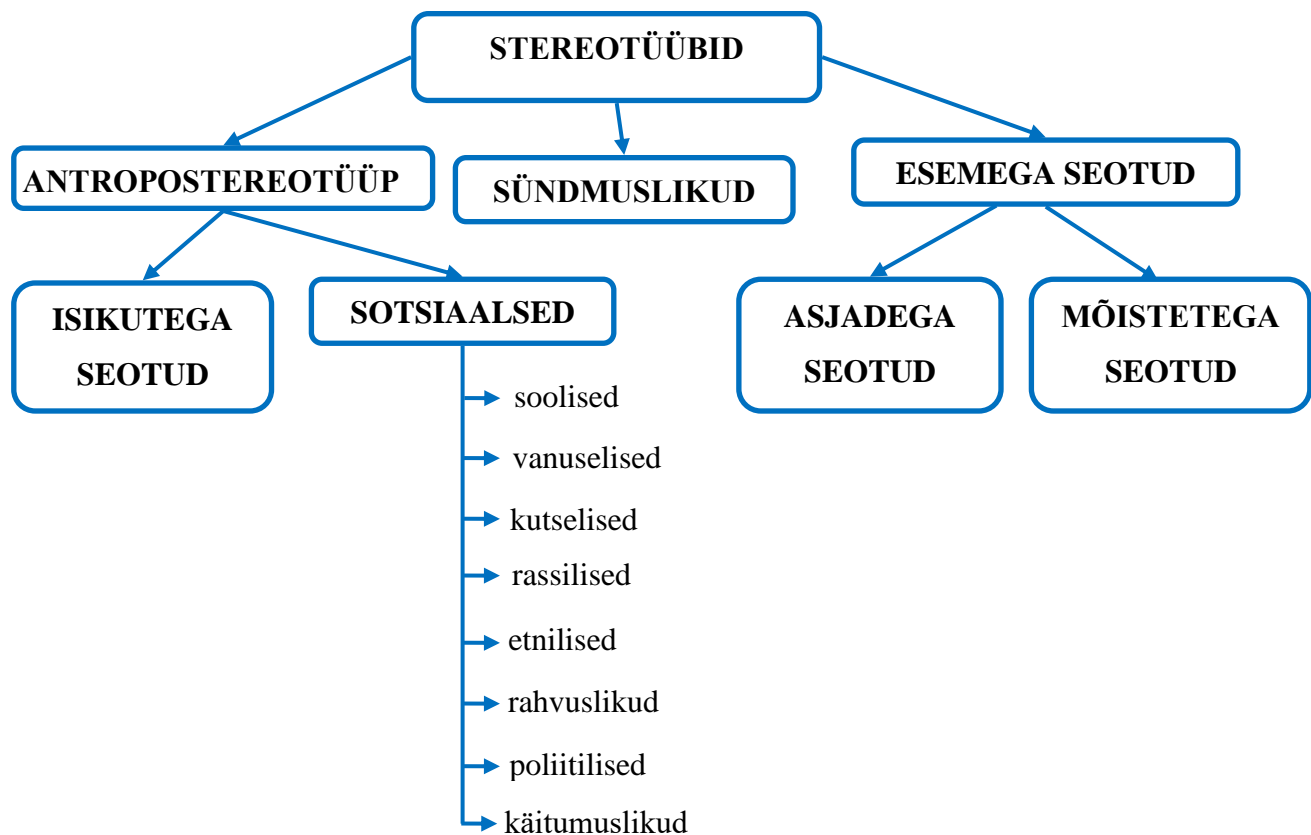 STEREOTÜÜBID
ANTROPOSTEREOTÜÜP
SÜNDMUSLIKUD
ESEMEGA SEOTUD
ISIKUTEGA
SEOTUD
SOTSIAALSED
ASJADEGA
SEOTUD
MÕISTETEGA
SEOTUD
soolised
vanuselised
kutselised
rassilised
etnilised
rahvuslikud
poliitilised
käitumuslikud